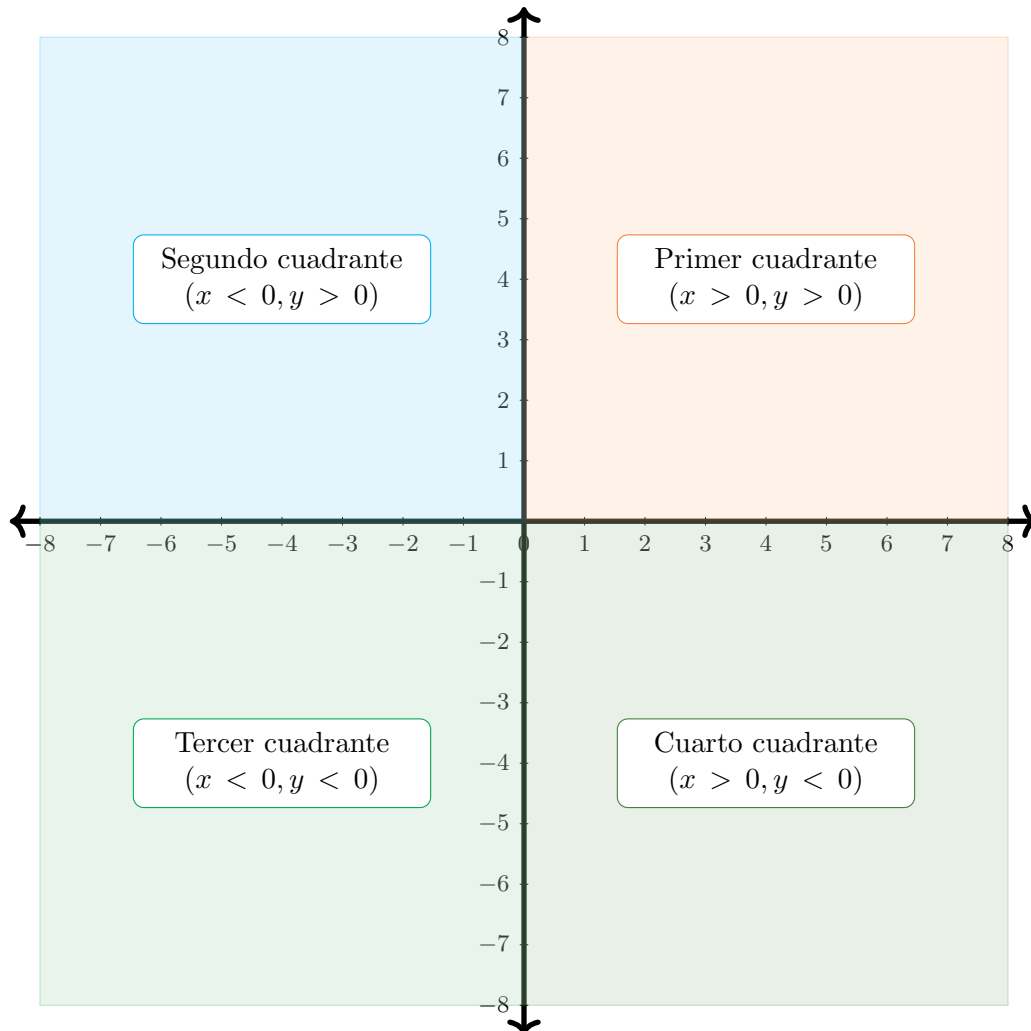 8
7
6
5
4
3
2
1
Segundo cuadrante
(x < 0, y > 0)
Primer cuadrante
(x > 0, y > 0)
−8 −7 −6 −5 −4 −3 −2 −1 0 1 2 3 4 5 6 7 8
−1
−2
−3
−4
−5
−6
−7
−8
Tercer cuadrante
(x < 0, y < 0)
Cuarto cuadrante
(x > 0, y < 0)